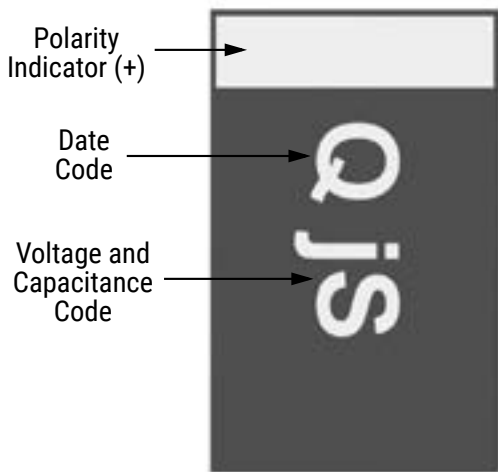 Polarity
Indicator (+)
Date
Code
Voltage and
Capacitance
Code
Q jS